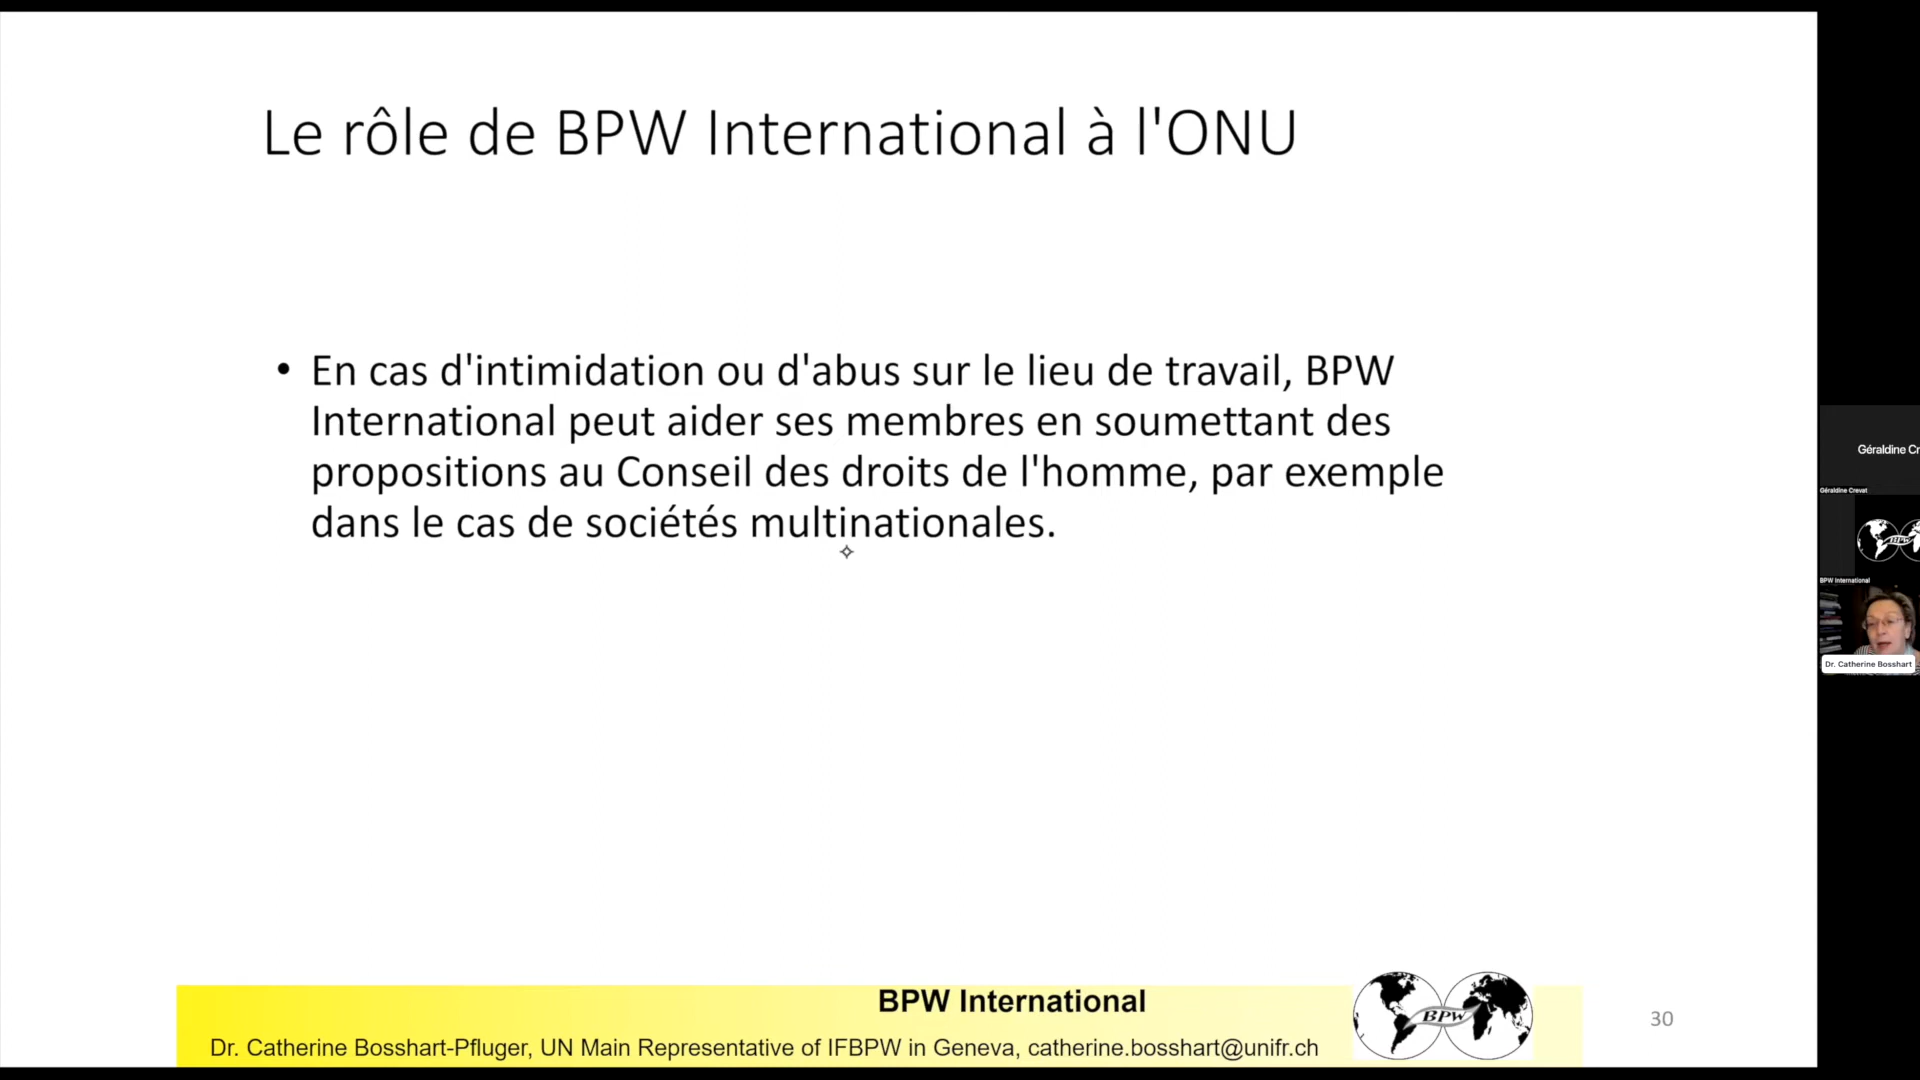 Le rôle de BPW International à l'ONU
• En cas d'intimidation ou d'abus sur le lieu de travail, BPW
International peut aider ses membres en soumettant des
propositions au Conseil des droits de l'homme, par exemple
dans le cas de sociétés multinationales.
Géraldine Cr
Géraldine Crevat
BPW
BPW International
Dr. Catherine Bosshart
BPW International
BPW
Dr. Catherine Bosshart-Pfluger, UN Main Representative of IFBPW in Geneva, catherine.bosshart@unifr.ch
30